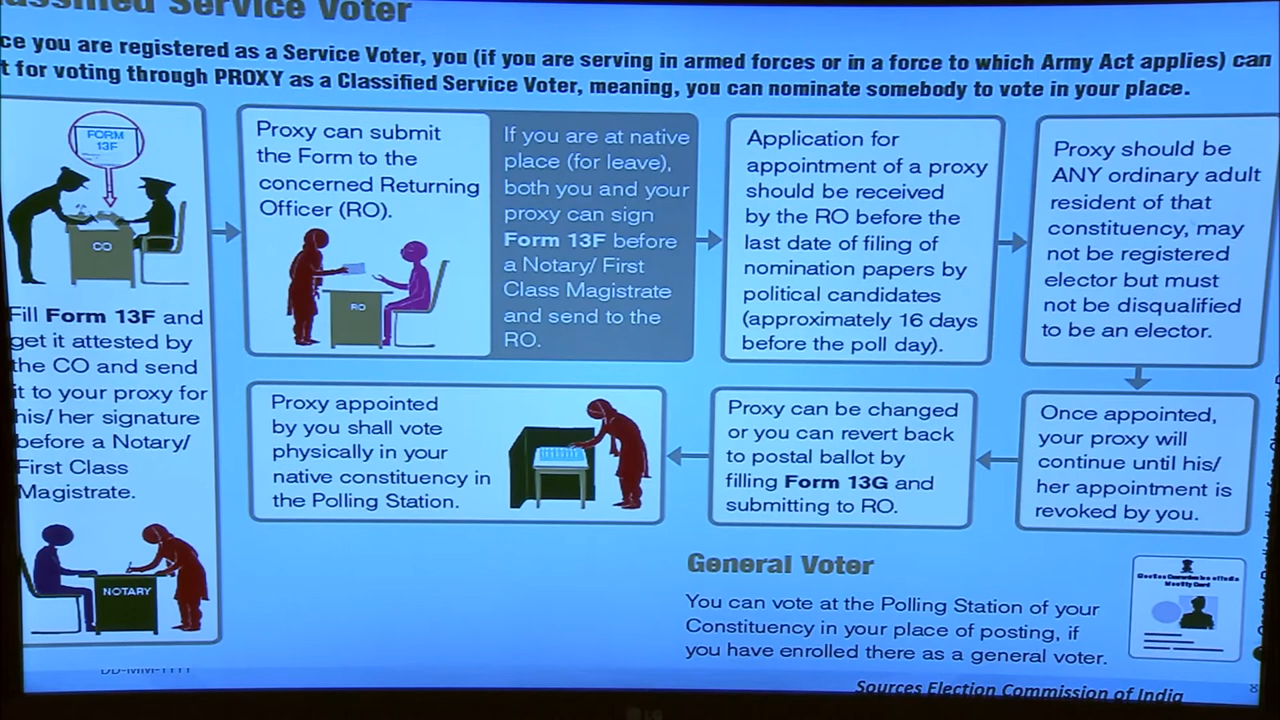 Classified Service Voter
ce you are registered as a Service Voter, you (if you are serving in armed forces or in a force to which Army Act applies) can
t for voting through PROXY as a Classified Service Voter, meaning, you can nominate somebody to vote in your place.
FORM
13F
CO
Fill Form 13F and
get it attested by
the CO and send
it to your proxy for
his/ her signature
before a Notary/
First Class
Magistrate.
NOTARY
Proxy can submit
the Form to the
concerned Returning
Officer (RO).
RO
If you are at native
place (for leave),
both you and your
proxy can sign
Form 13F before
a Notary/ First
Class Magistrate
and send to the
RO.
Application for
appointment of a proxy
should be received
by the RO before the
last date of filing of
nomination papers by
political candidates
(approximately 16 days
before the poll day).
Proxy should be
ANY ordinary adult
resident of that
constituency, may
not be registered
elector but must
not be disqualified
to be an elector.
Once appointed,
your proxy will
continue until his/
her appointment is
revoked by you.
Proxy can be changed
or you can revert back
to postal ballot by
filling Form 13G and
submitting to RO.
Proxy appointed
by you shall vote
physically in your
native constituency in
the Polling Station.
General Voter
You can vote at the Polling Station of your
Constituency in your place of posting, if
you have enrolled there as a general voter.
Election Commission of India
Identity Card
DD-MM-YYYY
Sources Election Commission of India
8
LG